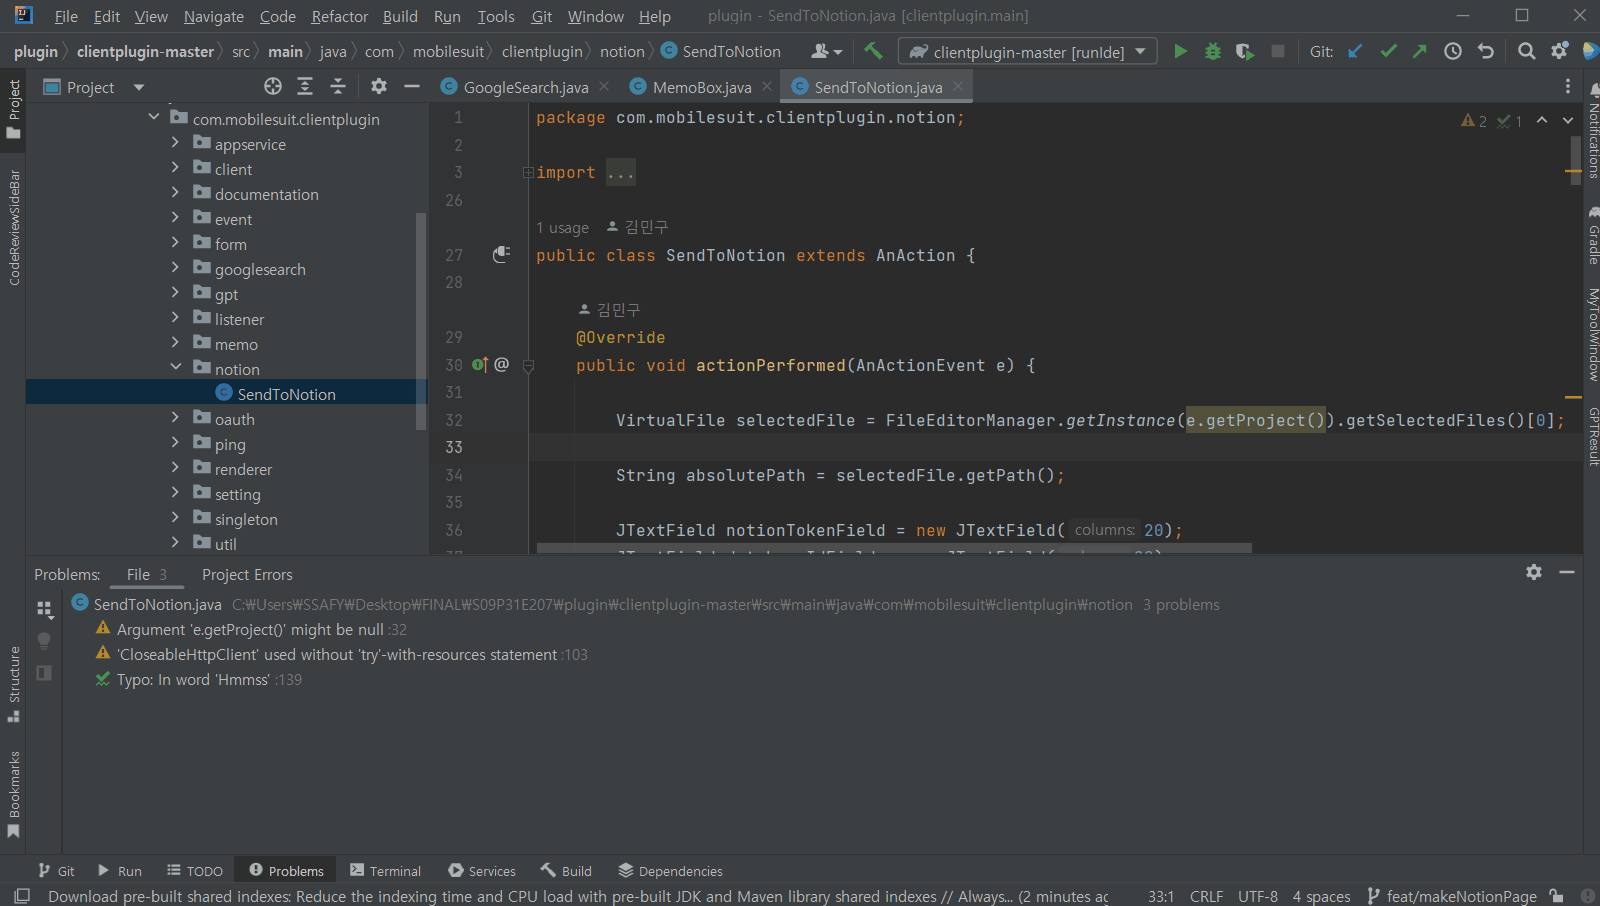 File Edit View Navigate Code Refactor Build Run Tools Git Window Help plugin - SendToNotion.java [clientplugin.main]
plugin clientplugin-master src main java com mobilesuit clientplugin notion SendToNotion clientplugin-master [runIde] Git:
Project
GoogleSearch.java MemoBox.java SendToNotion.java
Project
CodeReviewSideBar
Structure
Bookmarks
com.mobilesuit.clientplugin
appservice
client
documentation
event
form
googlesearch
gpt
listener
memo
notion
SendToNotion
oauth
ping
renderer
setting
singleton
util
1 package com.mobilesuit.clientplugin.notion;
2
3 import ...
26
1 usage 김민구
27 public class SendToNotion extends AnAction {
28
김민구
29 @Override
30 @ public void actionPerformed(AnActionEvent e) {
31
32 VirtualFile selectedFile = FileEditorManager.getInstance(e.getProject()).getSelectedFiles()[0];
33
34 String absolutePath = selectedFile.getPath();
35
36 JTextField notionTokenField = new JTextField( columns: 20);
2 1
Notifications
Gradle
MyToolWindow
GPTResult
Problems: File 3 Project Errors
SendToNotion.java C:₩Users₩SSAFY₩Desktop₩FINAL₩S09P31E207₩plugin₩clientplugin-master₩src₩main₩java₩com₩mobilesuit₩clientplugin₩notion 3 problems
Argument 'e.getProject()' might be null :32
'CloseableHttpClient' used without 'try'-with-resources statement :103
Typo: In word 'Hmmss' :139
Git Run TODO Problems Terminal Services Build Dependencies
Download pre-built shared indexes: Reduce the indexing time and CPU load with pre-built JDK and Maven library shared indexes // Always... (2 minutes ag 33:1 CRLF UTF-8 4 spaces feat/makeNotionPage